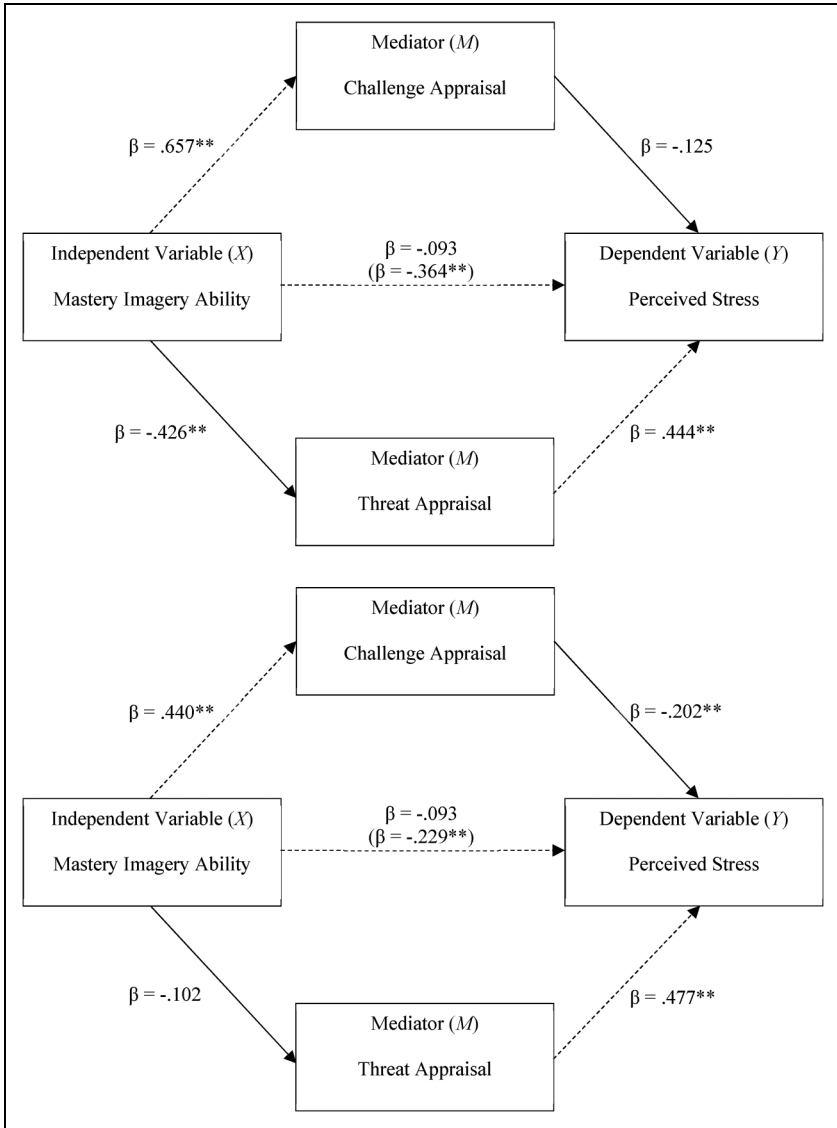 Mediator (M)
Challenge Appraisal
β = .657**
β = -.125
Independent Variable (X)
Mastery Imagery Ability
β = -.093
(β = -.364**)
Dependent Variable (Y)
Perceived Stress
β = -.426**
β = .444**
Mediator (M)
Threat Appraisal
Mediator (M)
Challenge Appraisal
β = .440**
β = -.202**
Independent Variable (X)
Mastery Imagery Ability
β = -.093
(β = -.229**)
Dependent Variable (Y)
Perceived Stress
β = -.102
β = .477**
Mediator (M)
Threat Appraisal